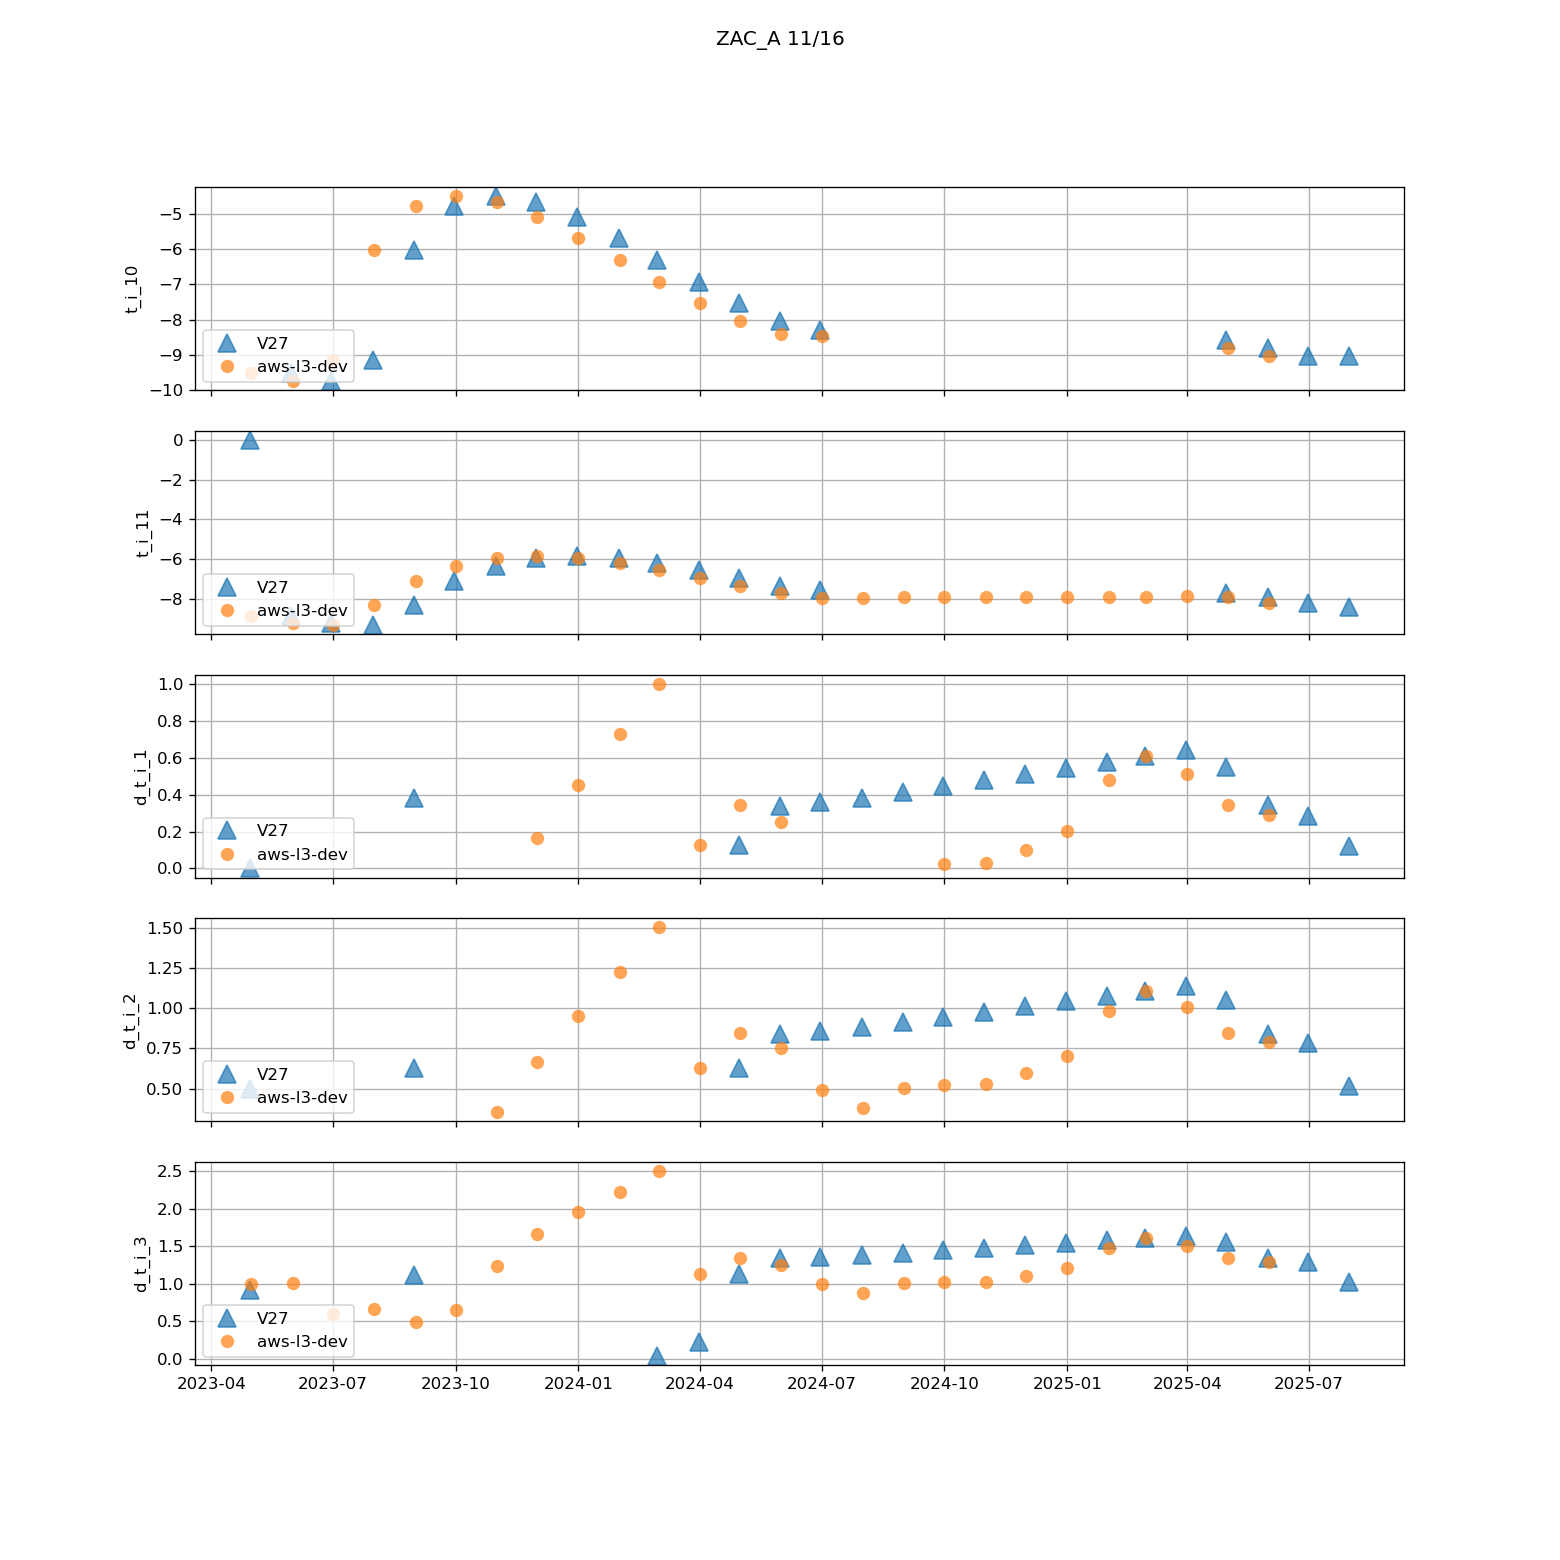 ZAC_A 11/16
t_i_10
−5
−6
−7
−8
−9
−10
V27
aws-l3-dev
t_i_11
0
−2
−4
−6
−8
V27
aws-l3-dev
d_t_i_1
1.0
0.8
0.6
0.4
0.2
0.0
V27
aws-l3-dev
d_t_i_2
1.50
1.25
1.00
0.75
0.50
V27
aws-l3-dev
d_t_i_3
2.5
2.0
1.5
1.0
0.5
0.0
V27
aws-l3-dev
2023-04 2023-07 2023-10 2024-01 2024-04 2024-07 2024-10 2025-01 2025-04 2025-07